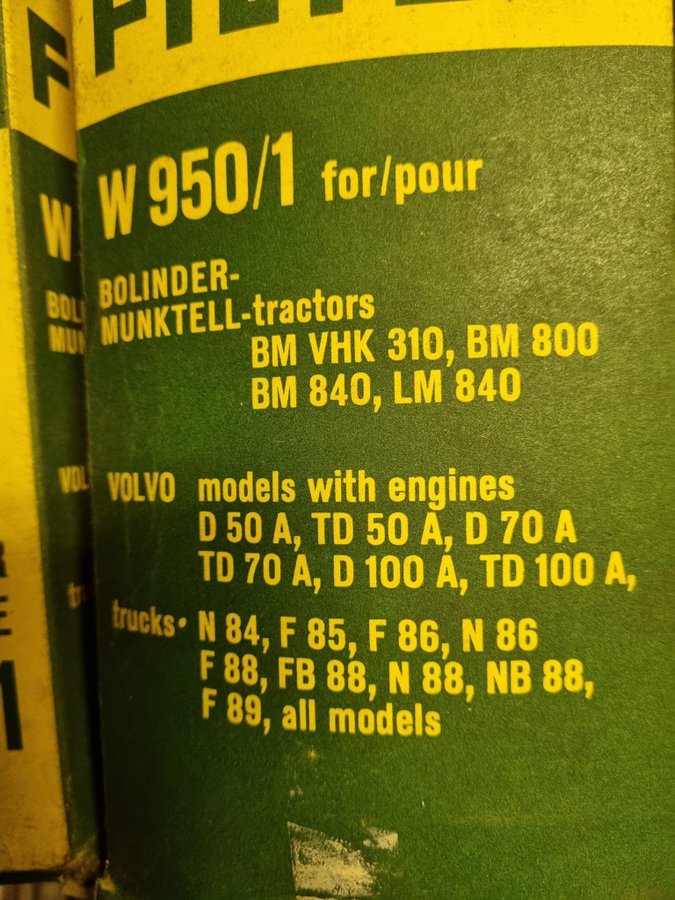 W 950/1 for/pour
BOLINDER-
MUNKTELL-tractors
BM VHK 310, BM 800
BM 840, LM 840
VOLVO models with engines
D 50 A, TD 50 A, D 70 A
TD 70 A, D 100 A, TD 100 A,
trucks• N 84, F 85, F 86, N 86
F 88, FB 88, N 88, NB 88,
F 89, all models